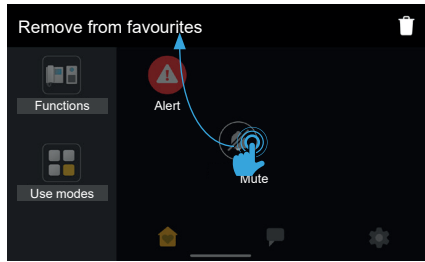 Remove from favourites
Functions
Alert
Mute
Use modes